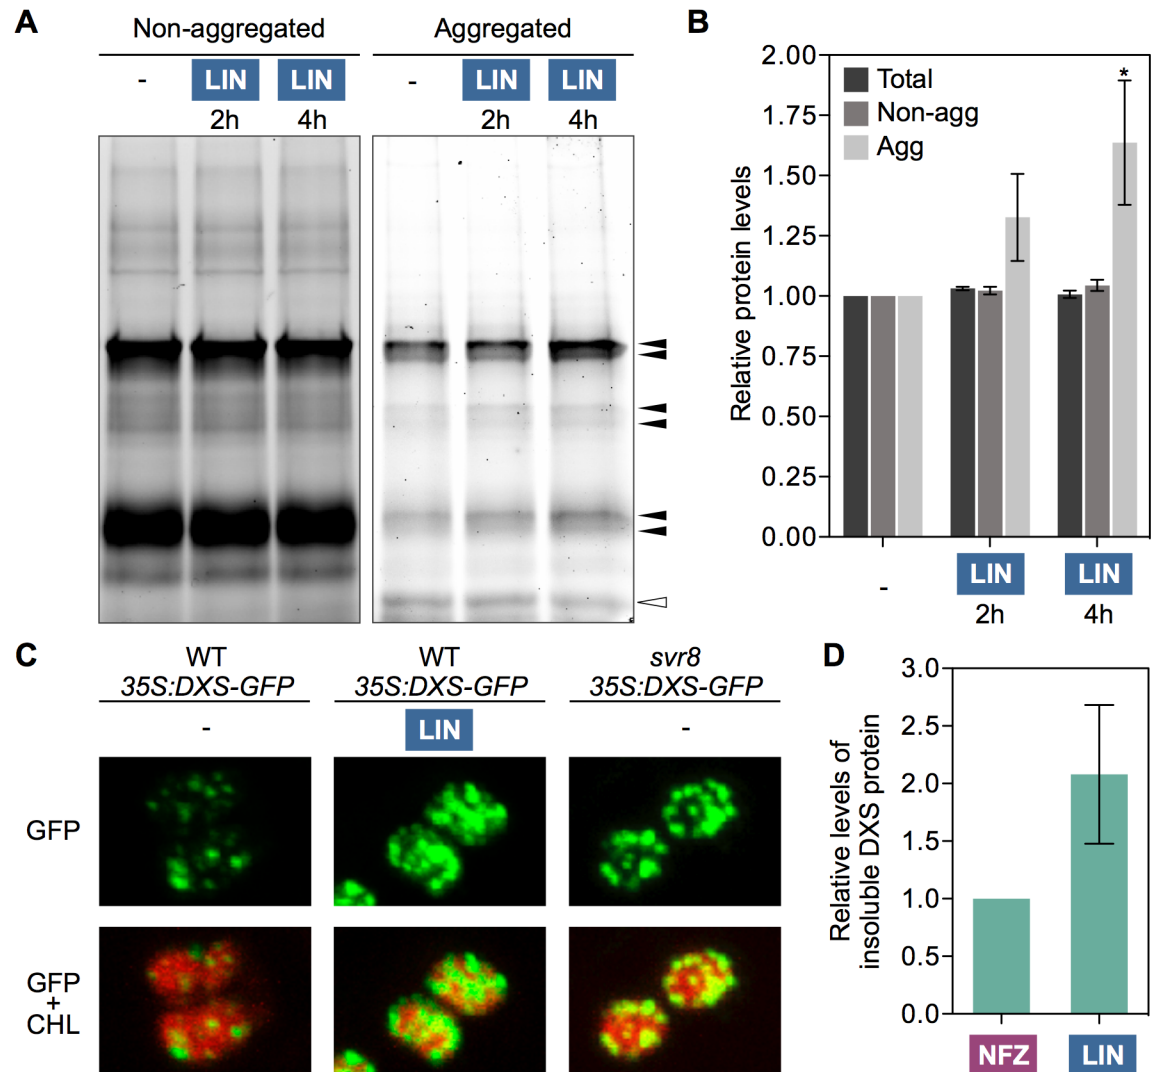 A
Non-aggregated
Aggregated
- LIN LIN - LIN LIN
2h 4h 2h 4h
B
2.00
1.75
1.50
1.25
1.00
0.75
0.50
0.25
0.00
Relative protein levels
Total
Non-agg
Agg
*
- LIN LIN
2h 4h
C
WT WT svr8
35S:DXS-GFP 35S:DXS-GFP 35S:DXS-GFP
- LIN -
GFP
GFP
+
CHL
D
3.0
2.5
2.0
1.5
1.0
0.5
0.0
Relative levels of
insoluble DXS protein
NFZ LIN